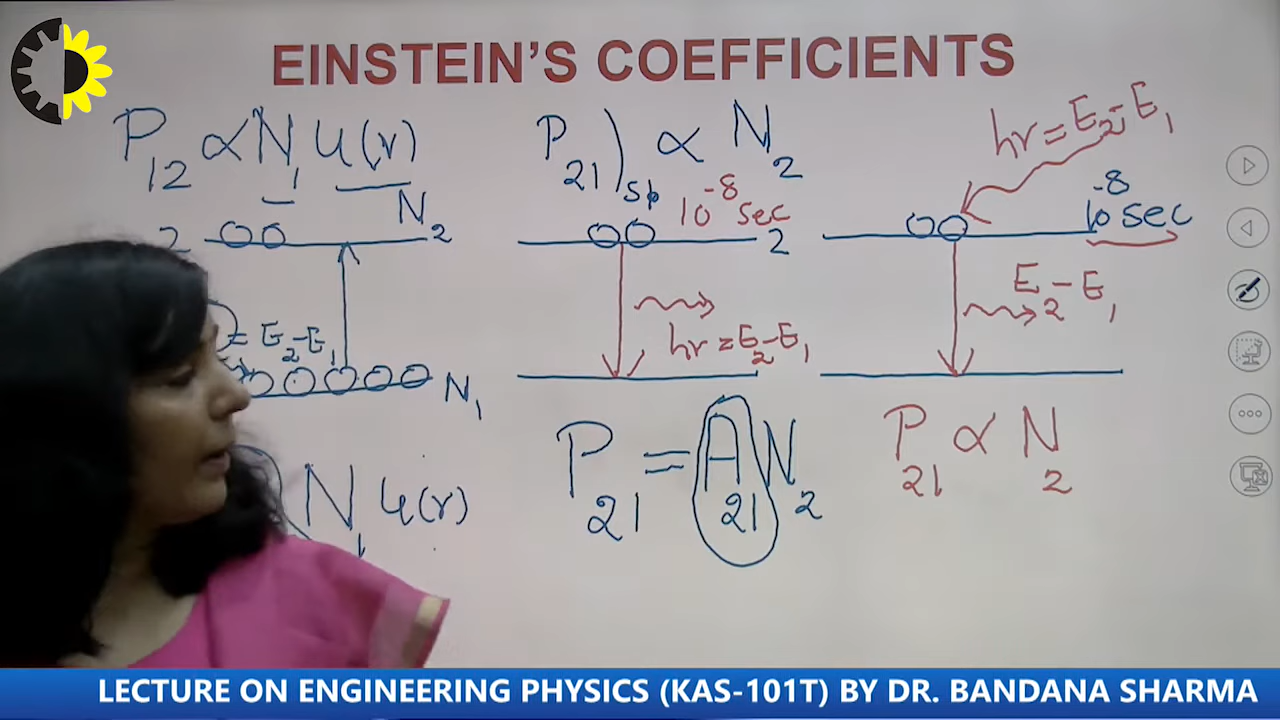 EINSTEIN'S COEFFICIENTS
P₁₂ ∝ N₁ u(ν)
N₂
2
= E₂-E₁
N₁
N₁ u(ν)
P₂₁)sp ∝ N₂
10⁻⁸ sec
2
hν = E₂-E₁
P₂₁ = A₂₁ N₂
hν = E₂-E₁
10⁻⁸ sec
E₂-E₁
P₂₁ ∝ N₂
LECTURE ON ENGINEERING PHYSICS (KAS-101T) BY DR. BANDANA SHARMA